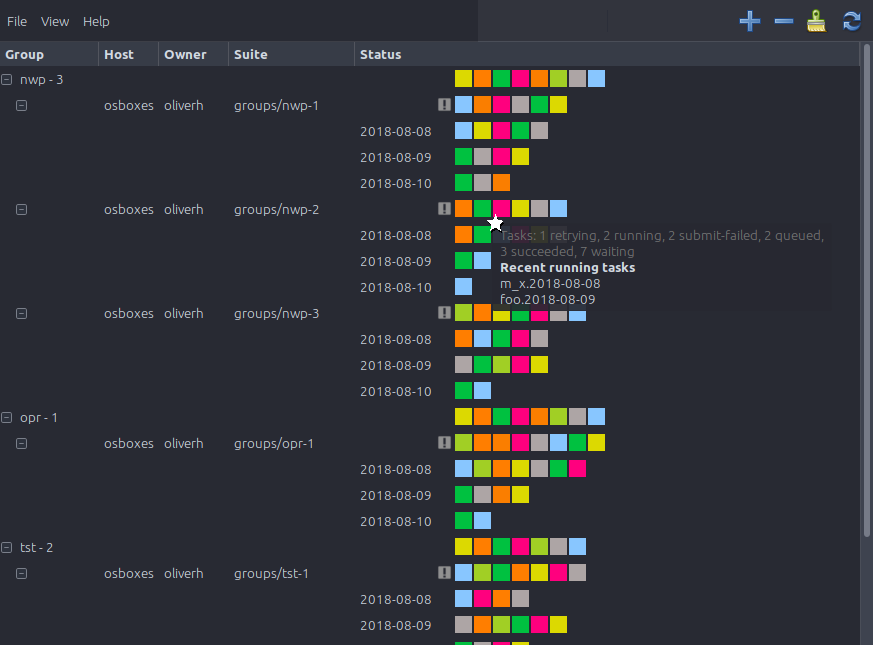 File View Help
Group Host Owner Suite Status
nwp - 3
osboxes oliverh groups/nwp-1
2018-08-08
2018-08-09
2018-08-10
osboxes oliverh groups/nwp-2
2018-08-08 Tasks: 1 retrying, 2 running, 2 submit-failed, 2 queued,
3 succeeded, 7 waiting
2018-08-09 Recent running tasks
2018-08-10 m_x.2018-08-08
foo.2018-08-09
osboxes oliverh groups/nwp-3
2018-08-08
2018-08-09
2018-08-10
opr - 1
osboxes oliverh groups/opr-1
2018-08-08
2018-08-09
2018-08-10
tst - 2
osboxes oliverh groups/tst-1
2018-08-08
2018-08-09